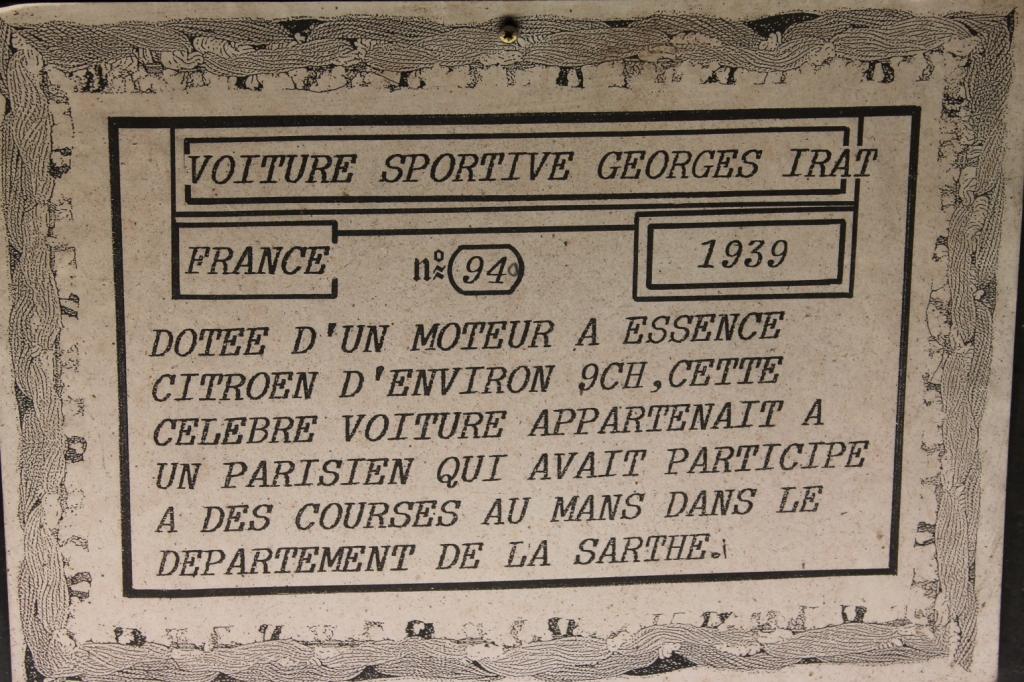 VOITURE SPORTIVE GEORGES IRAT
FRANCE nº 94 1939
DOTEE D'UN MOTEUR A ESSENCE
CITROEN D'ENVIRON 9CH,CETTE
CELEBRE VOITURE APPARTENAIT A
UN PARISIEN QUI AVAIT PARTICIPE
A DES COURSES AU MANS DANS LE
DEPARTEMENT DE LA SARTHE.